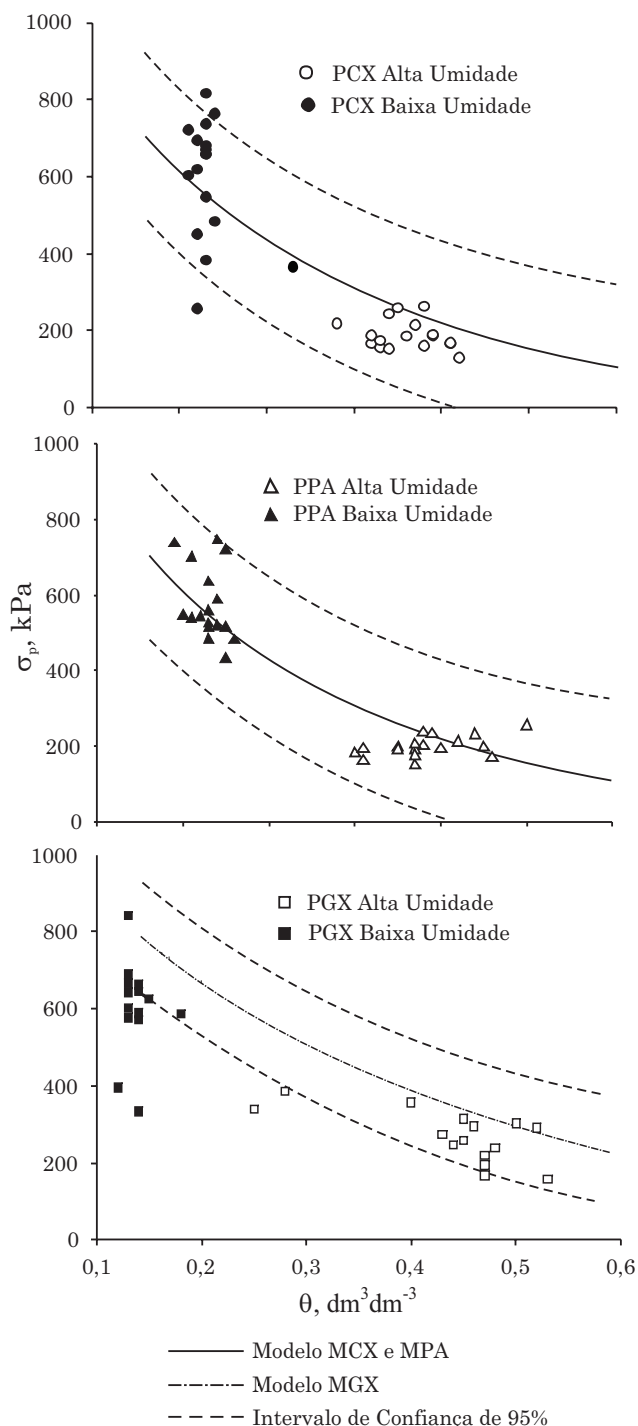 1000
800
600
400
200
0
PCX Alta Umidade
PCX Baixa Umidade
1000
800
600
400
200
0
PPA Alta Umidade
PPA Baixa Umidade
σp, kPa
1000
800
600
400
200
0
PGX Alta Umidade
PGX Baixa Umidade
0,1 0,2 0,3 0,4 0,5 0,6
θ, dm³dm⁻³
Modelo MCX e MPA
Modelo MGX
Intervalo de Confiança de 95%